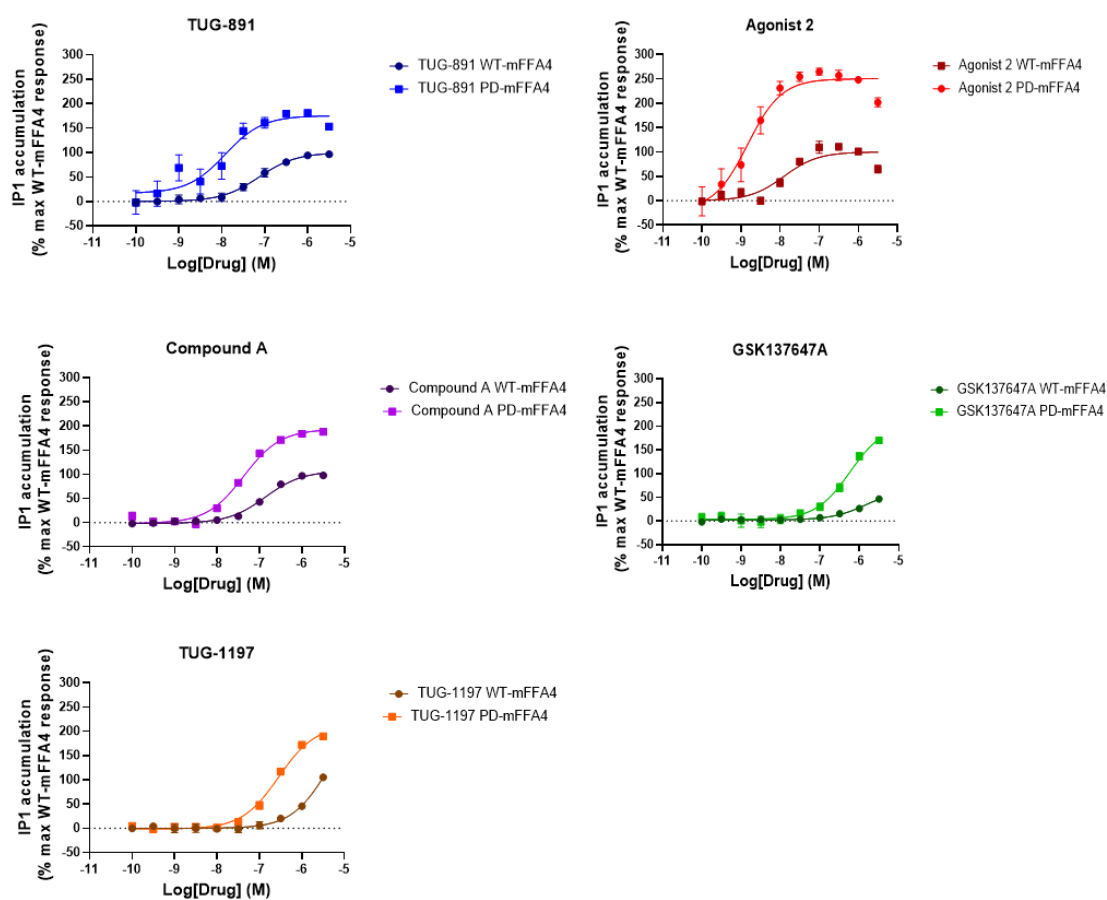 TUG-891
IP1 accumulation
(% max WT-mFFA4 response)
300
250
200
150
100
50
0
-50
-11
-10
-9
-8
-7
-6
-5
Log[Drug] (M)
TUG-891 WT-mFFA4
TUG-891 PD-mFFA4
Agonist 2
IP1 accumulation
(% max WT-mFFA4 response)
300
250
200
150
100
50
0
-50
-11
-10
-9
-8
-7
-6
-5
Log[Drug] (M)
Agonist 2 WT-mFFA4
Agonist 2 PD-mFFA4
Compound A
IP1 accumulation
(% max WT-mFFA4 response)
300
250
200
150
100
50
0
-50
-11
-10
-9
-8
-7
-6
-5
Log[Drug] (M)
Compound A WT-mFFA4
Compound A PD-mFFA4
GSK137647A
IP1 accumulation
(% max WT-mFFA4 response)
300
250
200
150
100
50
0
-50
-11
-10
-9
-8
-7
-6
-5
Log[Drug] (M)
GSK137647A WT-mFFA4
GSK137647A PD-mFFA4
TUG-1197
IP1 accumulation
(% max WT-mFFA4 response)
300
250
200
150
100
50
0
-50
-11
-10
-9
-8
-7
-6
-5
Log[Drug] (M)
TUG-1197 WT-mFFA4
TUG-1197 PD-mFFA4